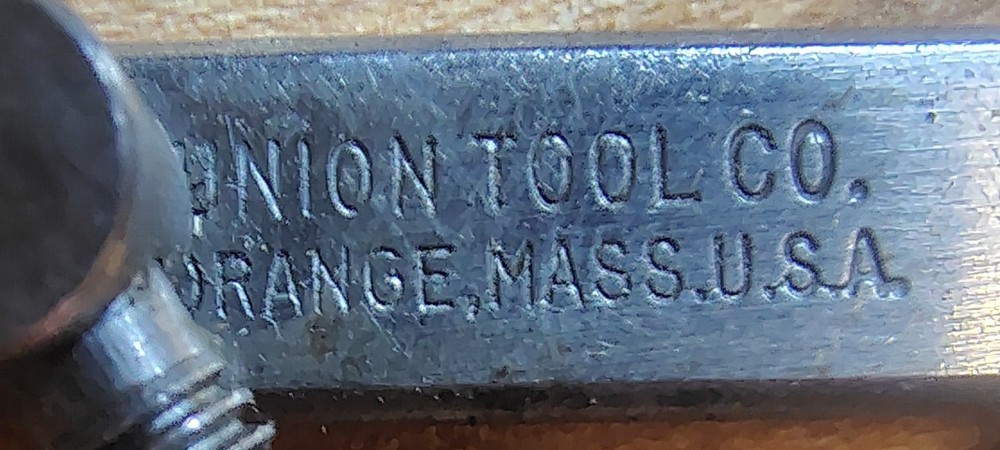 UNION TOOL CO.
ORANGE, MASS. U.S.A.